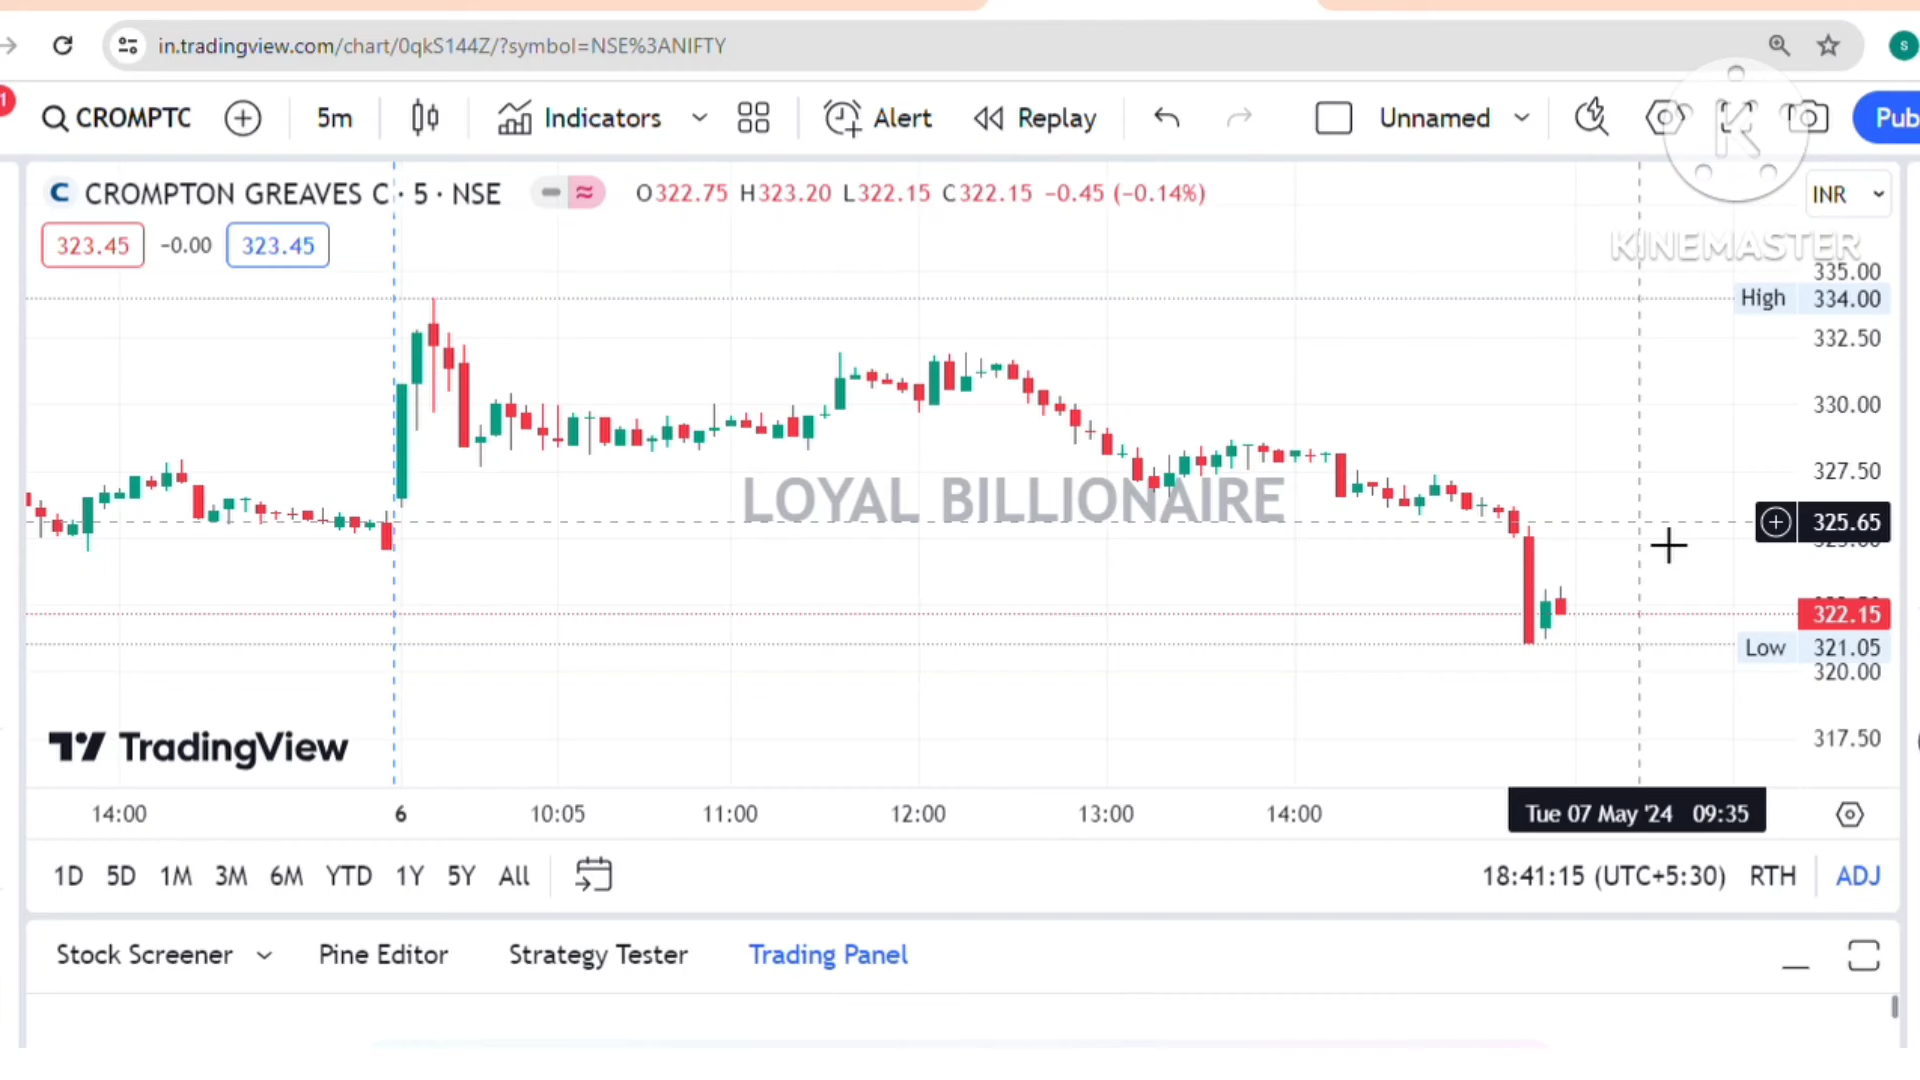 in.tradingview.com/chart/0qkS144Z/?symbol=NSE%3ANIFTY
S
1
CROMPTC
5m
Indicators
Alert
Replay
Unnamed
Pub
K
KINEMASTER
C
CROMPTON GREAVES C · 5 · NSE
O322.75 H323.20 L322.15 C322.15 −0.45 (−0.14%)
INR
323.45 −0.00 323.45
335.00
High 334.00
332.50
330.00
327.50
LOYAL BILLIONAIRE
325.65
322.15
Low 321.05
320.00
317.50
TradingView
14:00 6 10:05 11:00 12:00 13:00 14:00 Tue 07 May '24 09:35
1D 5D 1M 3M 6M YTD 1Y 5Y All
18:41:15 (UTC+5:30) RTH ADJ
Stock Screener Pine Editor Strategy Tester Trading Panel